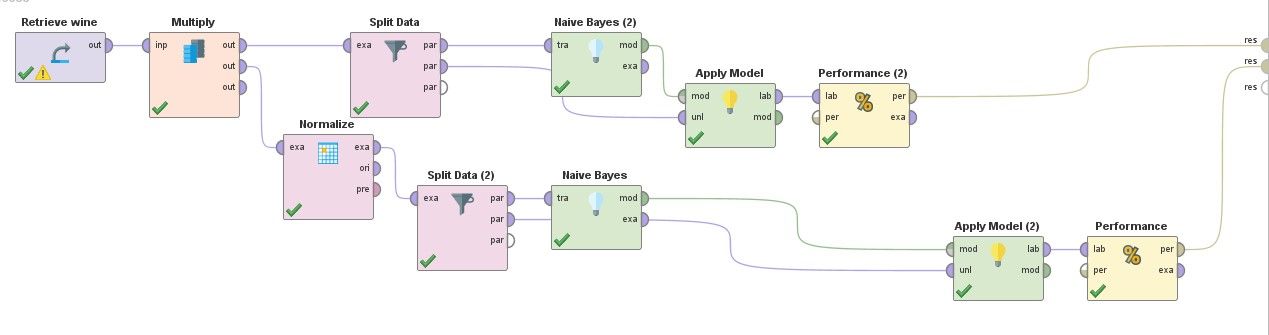 Retrieve wine
out
Multiply
inp out
out
out
Split Data
exa par
par
par
Naive Bayes (2)
tra mod
exa
Apply Model
mod lab
unl mod
Performance (2)
% 
lab per
per exa
res
res
res
Normalize
exa exa
ori
pre
Split Data (2)
exa par
par
par
Naive Bayes
tra mod
exa
Apply Model (2)
mod lab
unl mod
Performance
%
lab per
per exa